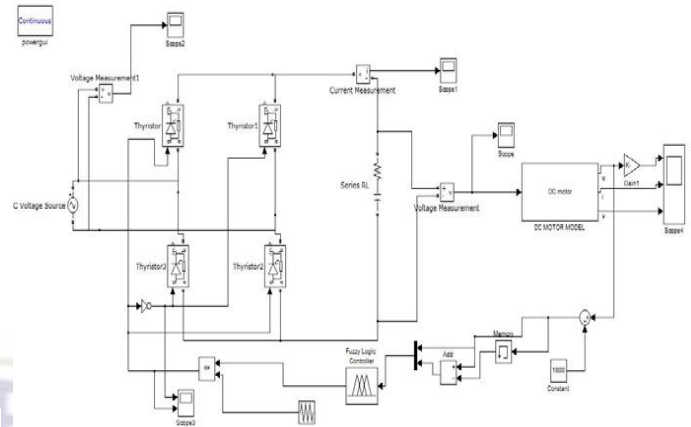 Continuous
powergui
Scope2
Voltage Measurement1
Current Measurement
Scope1
Thyristor
Thyristor1
Scope
Series RL
C Voltage Source
Voltage Measurement
DC motor
DC MOTOR MODEL
K
Gain1
Scope4
Thyristor3
Thyristor2
Memory
Fuzzy Logic
Controller
Add
1800
Constant
Scope3